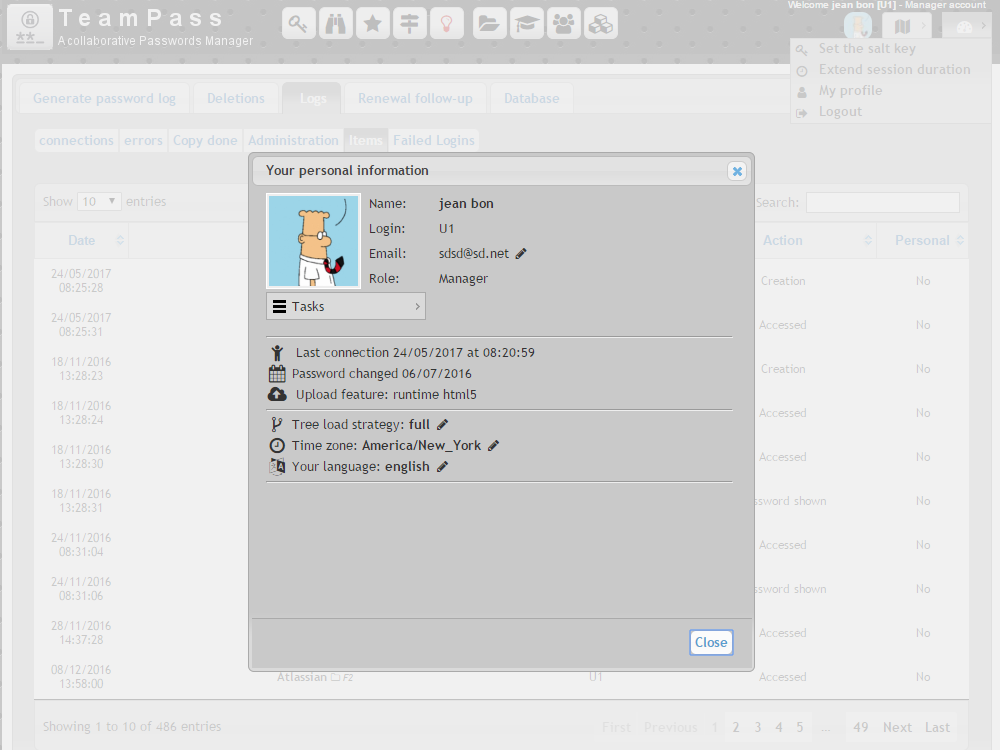 Welcome jean bon [U1] - Manager account
TeamPass
A collaborative Passwords Manager
Set the salt key
Extend session duration
My profile
Logout
Generate password log Deletions Logs Renewal follow-up Database
connections errors Copy done Administration Items Failed Logins
Show 10 entries
Search:
Date Action Personal
24/05/2017
08:25:28
Creation No
24/05/2017
08:25:31
Accessed No
18/11/2016
13:28:23
Creation No
18/11/2016
13:28:24
Accessed No
18/11/2016
13:28:30
Accessed No
18/11/2016
13:28:31
ssword shown No
24/11/2016
08:31:04
Accessed No
24/11/2016
08:31:06
ssword shown No
28/11/2016
14:37:28
Accessed No
08/12/2016
13:58:00
Atlassian F2 U1 Accessed No
Showing 1 to 10 of 486 entries
First Previous 1 2 3 4 5 ... 49 Next Last
Your personal information
Name: jean bon
Login: U1
Email: sdsd@sd.net
Role: Manager
Tasks
Last connection 24/05/2017 at 08:20:59
Password changed 06/07/2016
Upload feature: runtime html5
Tree load strategy: full
Time zone: America/New_York
Your language: english
Close